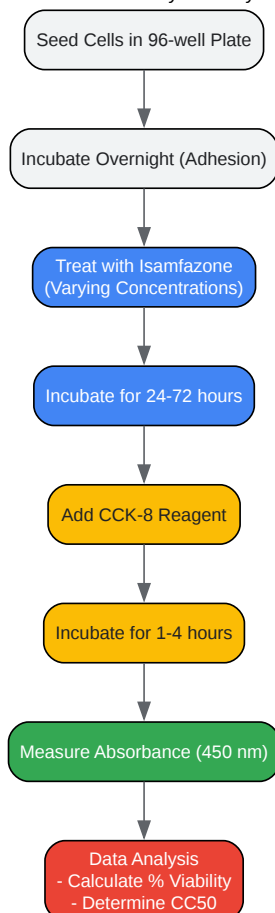 Seed Cells in 96-well Plate
Incubate Overnight (Adhesion)
Treat with Isamfazone
(Varying Concentrations)
Incubate for 24-72 hours
Add CCK-8 Reagent
Incubate for 1-4 hours
Measure Absorbance (450 nm)
Data Analysis
- Calculate % Viability
- Determine CC50